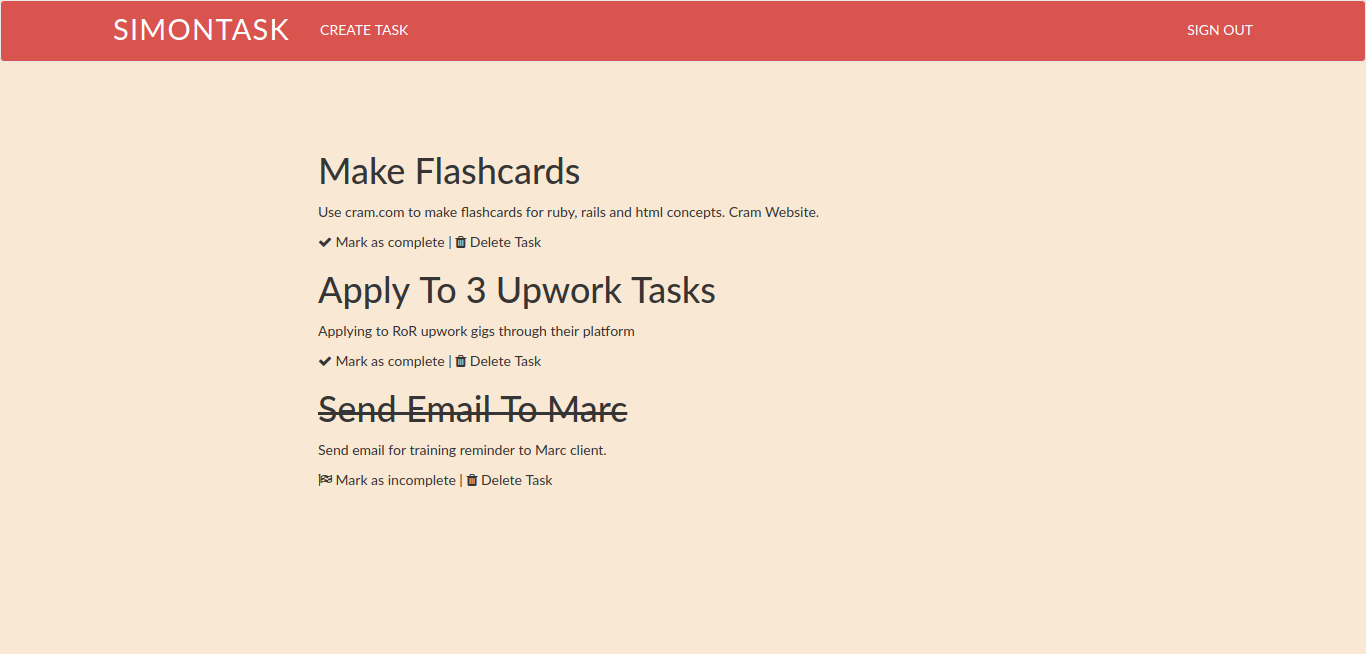 SIMONTASK CREATE TASK SIGN OUT
Make Flashcards
Use cram.com to make flashcards for ruby, rails and html concepts. Cram Website.
Mark as complete | Delete Task
Apply To 3 Upwork Tasks
Applying to RoR upwork gigs through their platform
Mark as complete | Delete Task
Send Email To Marc
Send email for training reminder to Marc client.
Mark as incomplete | Delete Task